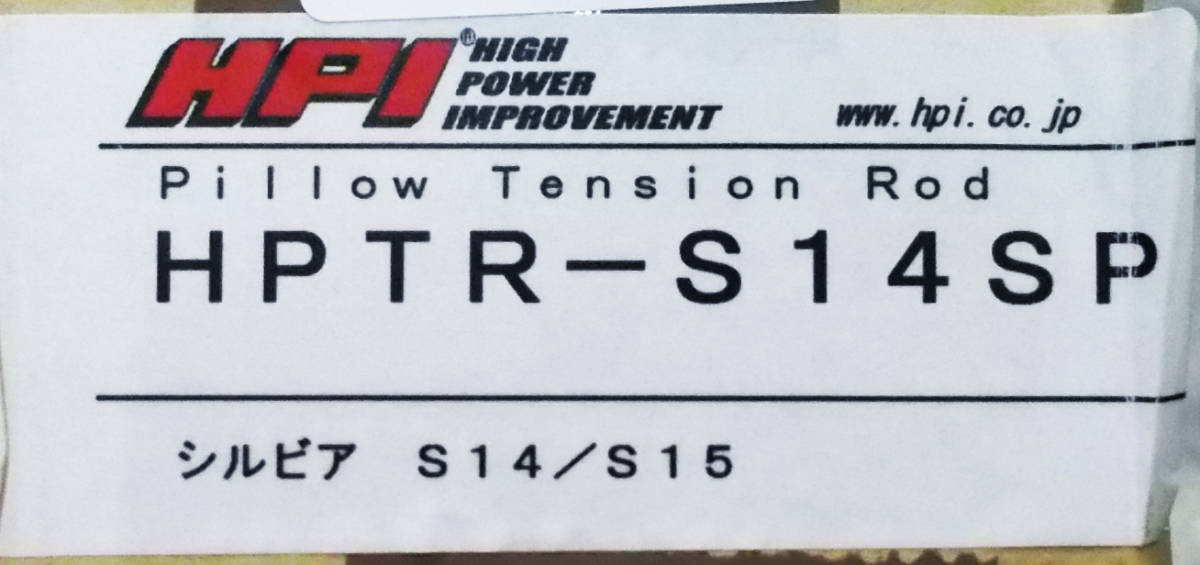 HPI® HIGH
POWER
IMPROVEMENT
www.hpi.co.jp
Pillow Tension Rod
HPTR-S14SP
シルビア S14/S15